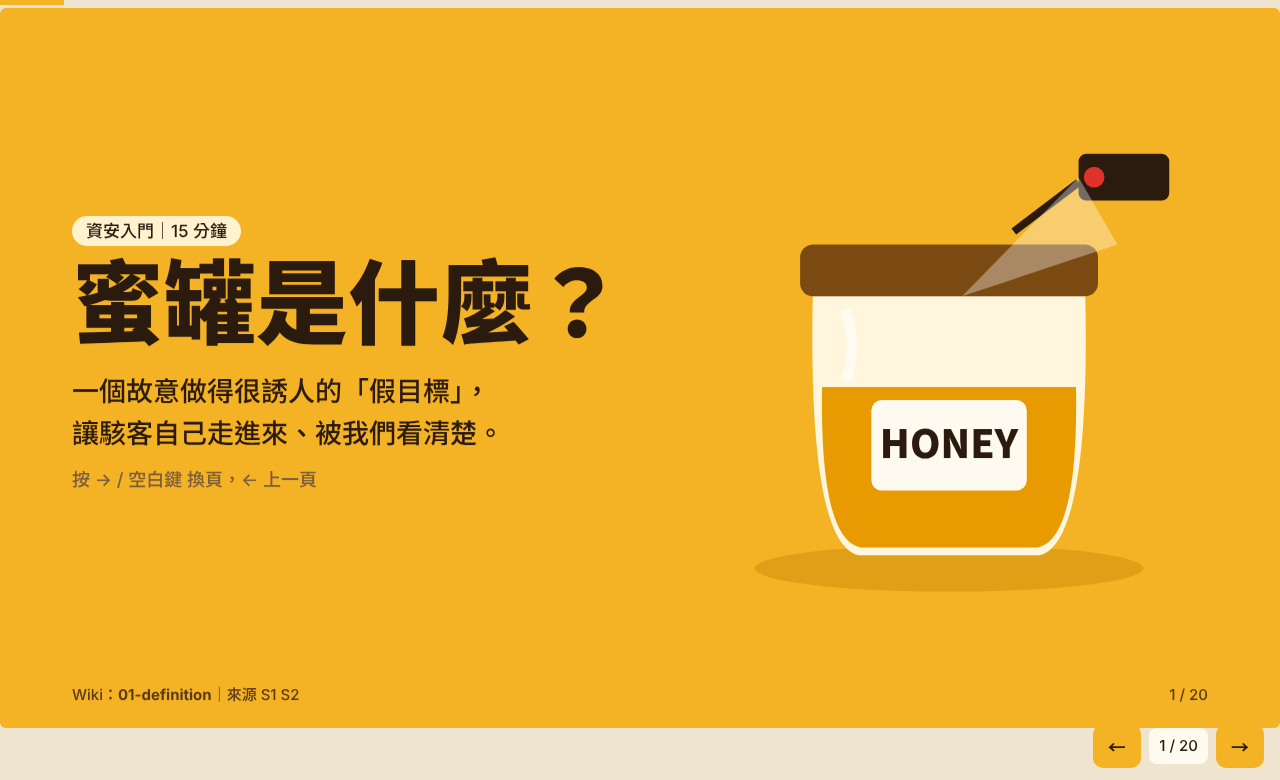 資安入門｜15 分鐘
蜜罐是什麼？
一個故意做得很誘人的「假目標」，
讓駭客自己走進來、被我們看清楚。
按 → / 空白鍵 換頁，← 上一頁
HONEY
Wiki：01-definition｜來源 S1 S2
1 / 20
← 1 / 20 →